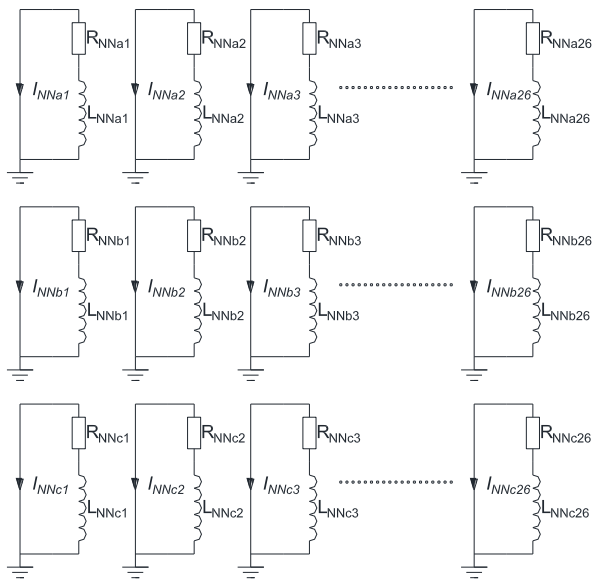 RNNa1 RNNa2 RNNa3 RNNa26
INNa1 INNa2 INNa3 INNa26
LNNa1 LNNa2 LNNa3 LNNa26
RNNb1 RNNb2 RNNb3 RNNb26
INNb1 INNb2 INNb3 INNb26
LNNb1 LNNb2 LNNb3 LNNb26
RNNc1 RNNc2 RNNc3 RNNc26
INNc1 INNc2 INNc3 INNc26
LNNc1 LNNc2 LNNc3 LNNc26